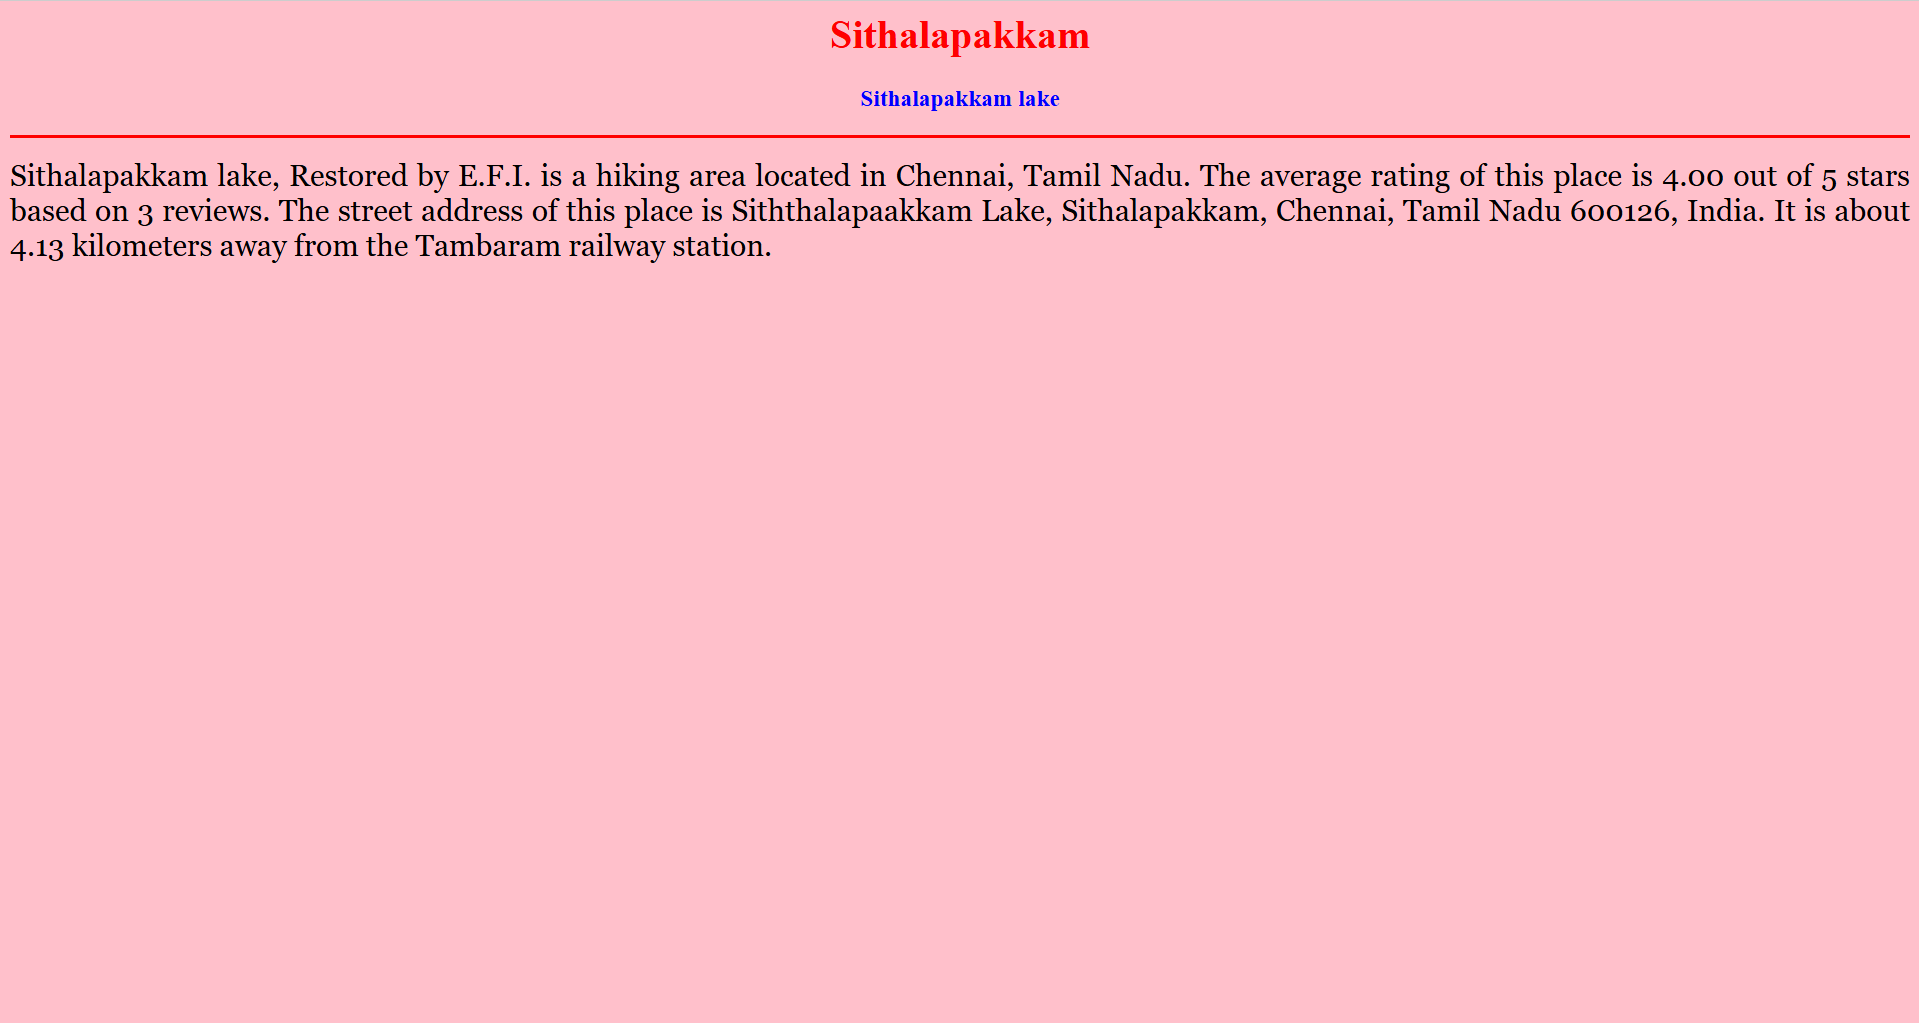 Sithalapakkam
Sithalapakkam lake
Sithalapakkam lake, Restored by E.F.I. is a hiking area located in Chennai, Tamil Nadu. The average rating of this place is 4.00 out of 5 stars
based on 3 reviews. The street address of this place is Siththalapaakkam Lake, Sithalapakkam, Chennai, Tamil Nadu 600126, India. It is about
4.13 kilometers away from the Tambaram railway station.